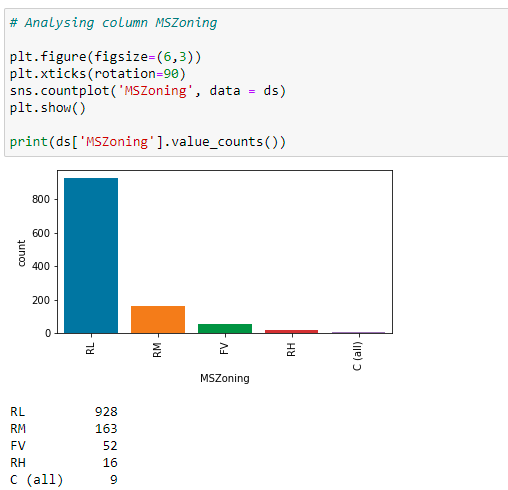 # Analysing column MSZoning
plt.figure(figsize=(6,3))
plt.xticks(rotation=90)
sns.countplot('MSZoning', data = ds)
plt.show()
print(ds['MSZoning'].value_counts())
800
600
400
200
0
count
RL
RM
FV
RH
C (all)
MSZoning
RL 928
RM 163
FV 52
RH 16
C (all) 9